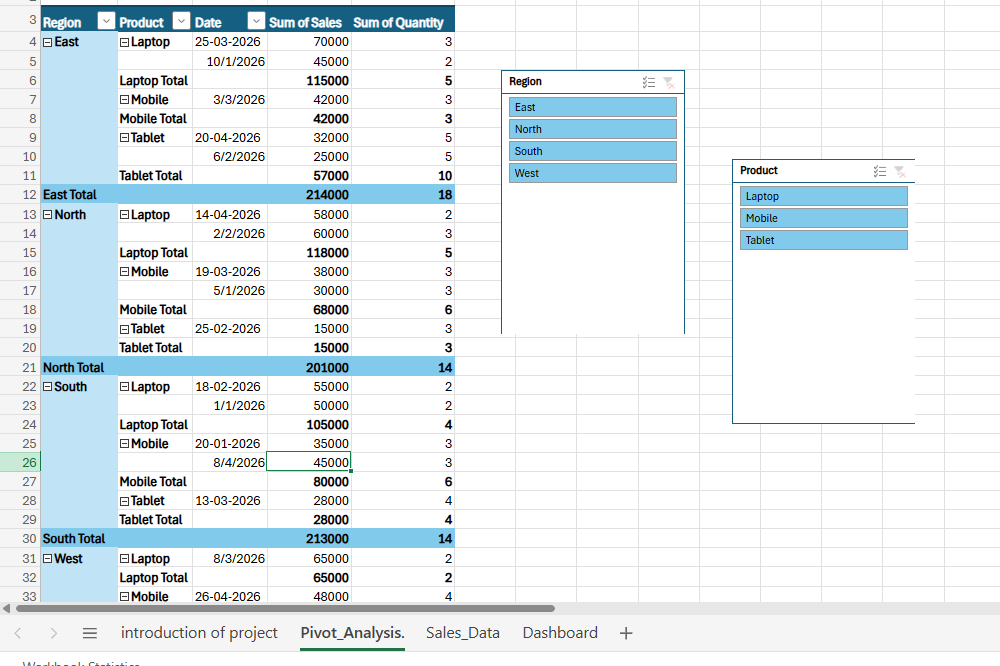 3 Region Product Date Sum of Sales Sum of Quantity
4 East Laptop 25-03-2026 70000 3
5 10/1/2026 45000 2
6 Laptop Total 115000 5
7 Mobile 3/3/2026 42000 3
8 Mobile Total 42000 3
9 Tablet 20-04-2026 32000 5
10 6/2/2026 25000 5
11 Tablet Total 57000 10
12 East Total 214000 18
13 North Laptop 14-04-2026 58000 2
14 2/2/2026 60000 3
15 Laptop Total 118000 5
16 Mobile 19-03-2026 38000 3
17 5/1/2026 30000 3
18 Mobile Total 68000 6
19 Tablet 25-02-2026 15000 3
20 Tablet Total 15000 3
21 North Total 201000 14
22 South Laptop 18-02-2026 55000 2
23 1/1/2026 50000 2
24 Laptop Total 105000 4
25 Mobile 20-01-2026 35000 3
26 8/4/2026 45000 3
27 Mobile Total 80000 6
28 Tablet 13-03-2026 28000 4
29 Tablet Total 28000 4
30 South Total 213000 14
31 West Laptop 8/3/2026 65000 2
32 Laptop Total 65000 2
33 Mobile 26-04-2026 48000 4
Region
East
North
South
West
Product
Laptop
Mobile
Tablet
introduction of project Pivot_Analysis. Sales_Data Dashboard
Workbook Statistics